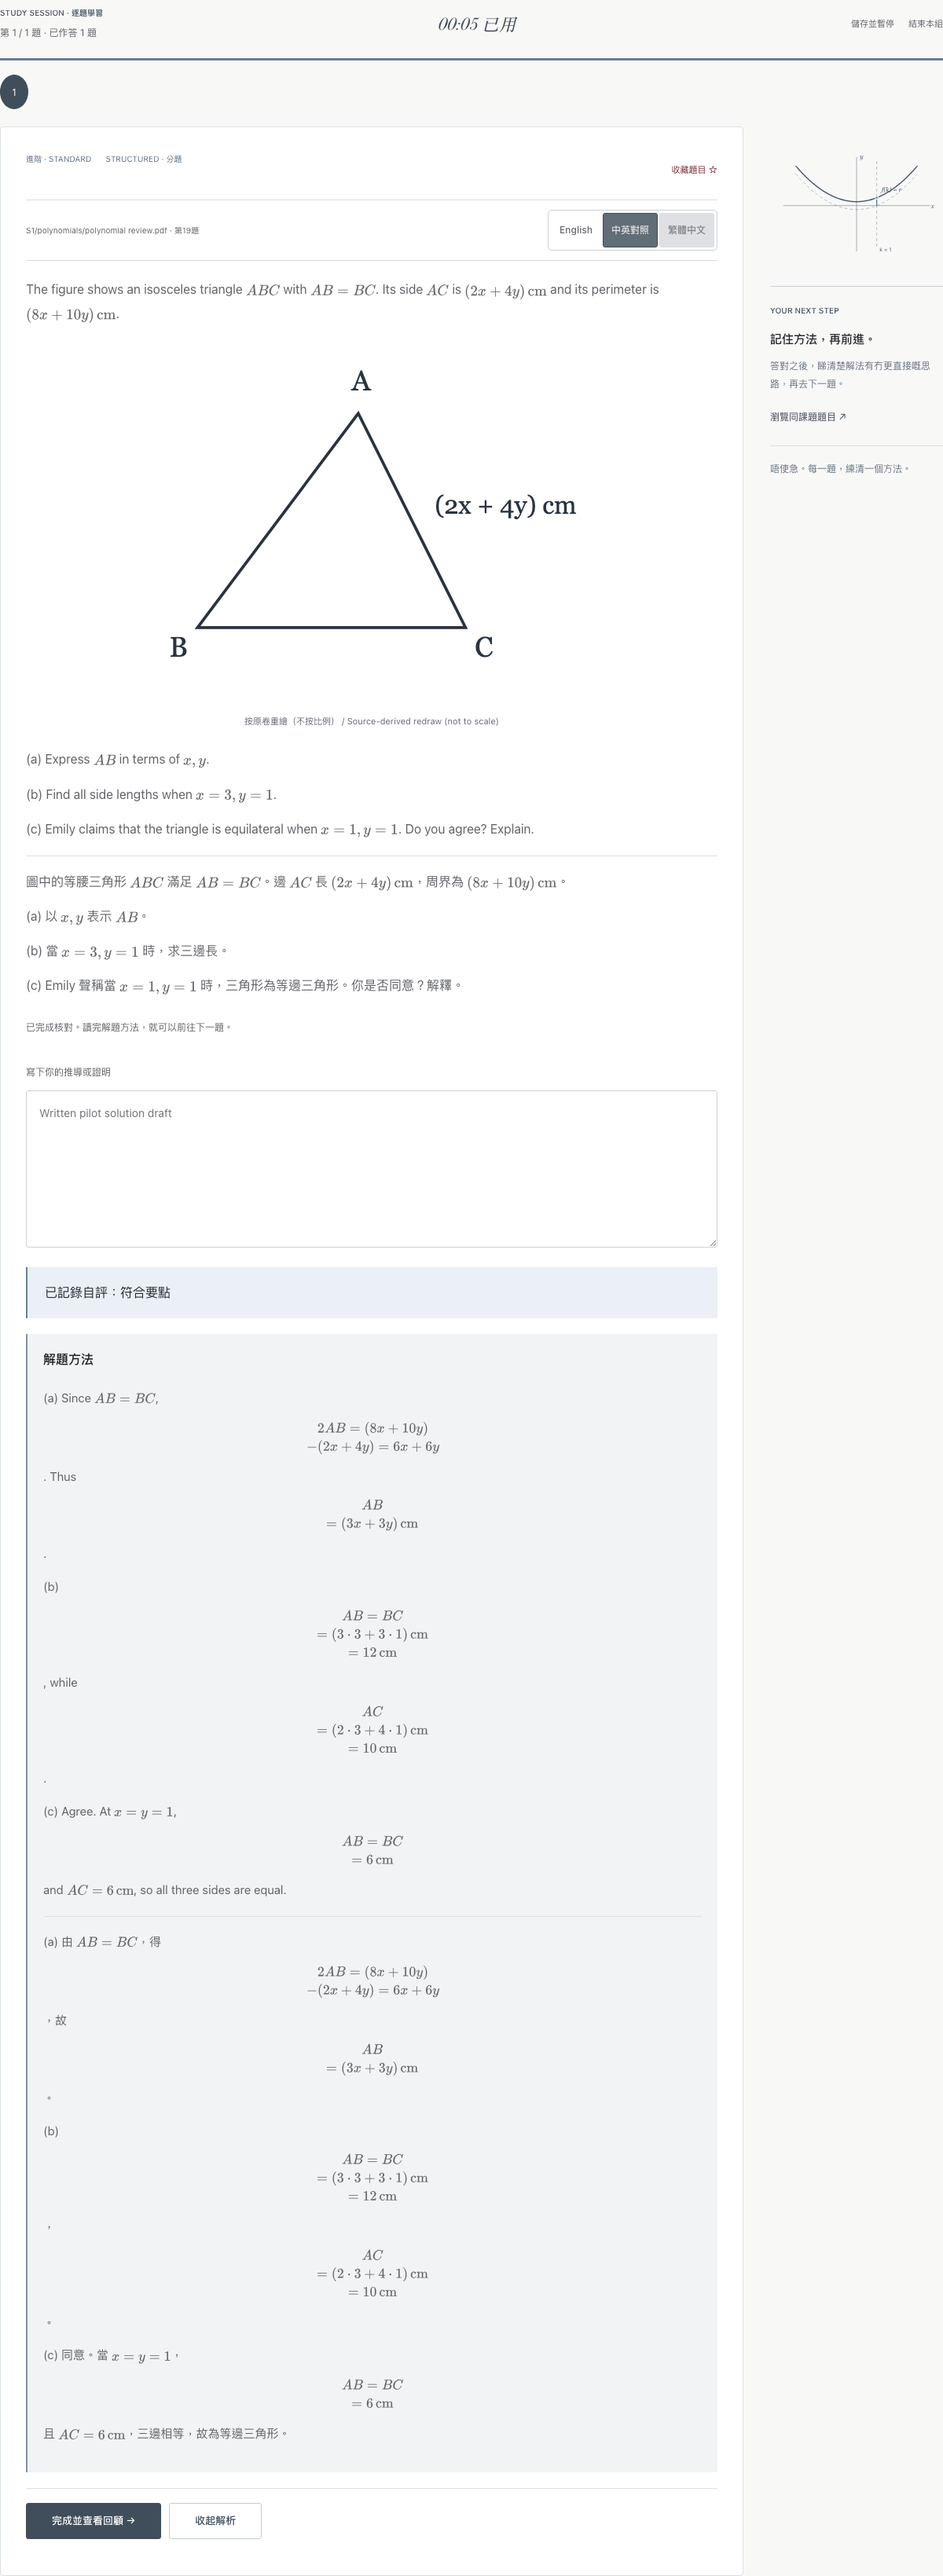 STUDY SESSION · 逐題學習
第 1 / 1 題 · 已作答 1 題
00:05 已用
儲存並暫停 結束本組
1
進階 · STANDARD STRUCTURED · 分題
收藏題目 ☆
S1/polynomials/polynomial review.pdf · 第19題
English 中英對照 繁體中文
The figure shows an isosceles triangle ABC with AB = BC. Its side AC is (2x + 4y) cm and its perimeter is
(8x + 10y) cm.
A
(2x + 4y) cm
B
C
按原卷重繪（不按比例） / Source-derived redraw (not to scale)
(a) Express AB in terms of x, y.
(b) Find all side lengths when x = 3, y = 1.
(c) Emily claims that the triangle is equilateral when x = 1, y = 1. Do you agree? Explain.
圖中的等腰三角形 ABC 滿足 AB = BC。邊 AC 長 (2x + 4y) cm，周界為 (8x + 10y) cm。
(a) 以 x, y 表示 AB。
(b) 當 x = 3, y = 1 時，求三邊長。
(c) Emily 聲稱當 x = 1, y = 1 時，三角形為等邊三角形。你是否同意？解釋。
已完成核對。讀完解題方法，就可以前往下一題。
寫下你的推導或證明
Written pilot solution draft
已記錄自評：符合要點
解題方法
(a) Since AB = BC,
2AB = (8x + 10y)
−(2x + 4y) = 6x + 6y
. Thus
AB
= (3x + 3y) cm
.
(b)
AB = BC
= (3 · 3 + 3 · 1) cm
= 12 cm
, while
AC
= (2 · 3 + 4 · 1) cm
= 10 cm
.
(c) Agree. At x = y = 1,
AB = BC
= 6 cm
and AC = 6 cm, so all three sides are equal.
(a) 由 AB = BC，得
2AB = (8x + 10y)
−(2x + 4y) = 6x + 6y
，故
AB
= (3x + 3y) cm
。
(b)
AB = BC
= (3 · 3 + 3 · 1) cm
= 12 cm
，
AC
= (2 · 3 + 4 · 1) cm
= 10 cm
。
(c) 同意。當 x = y = 1，
AB = BC
= 6 cm
且 AC = 6 cm，三邊相等，故為等邊三角形。
完成並查看回顧 → 收起解析
y
x
k = 1
YOUR NEXT STEP
記住方法，再前進。
答對之後，睇清楚解法有冇更直接嘅思
路，再去下一題。
瀏覽同課題題目 ↗
唔使急。每一題，練清一個方法。